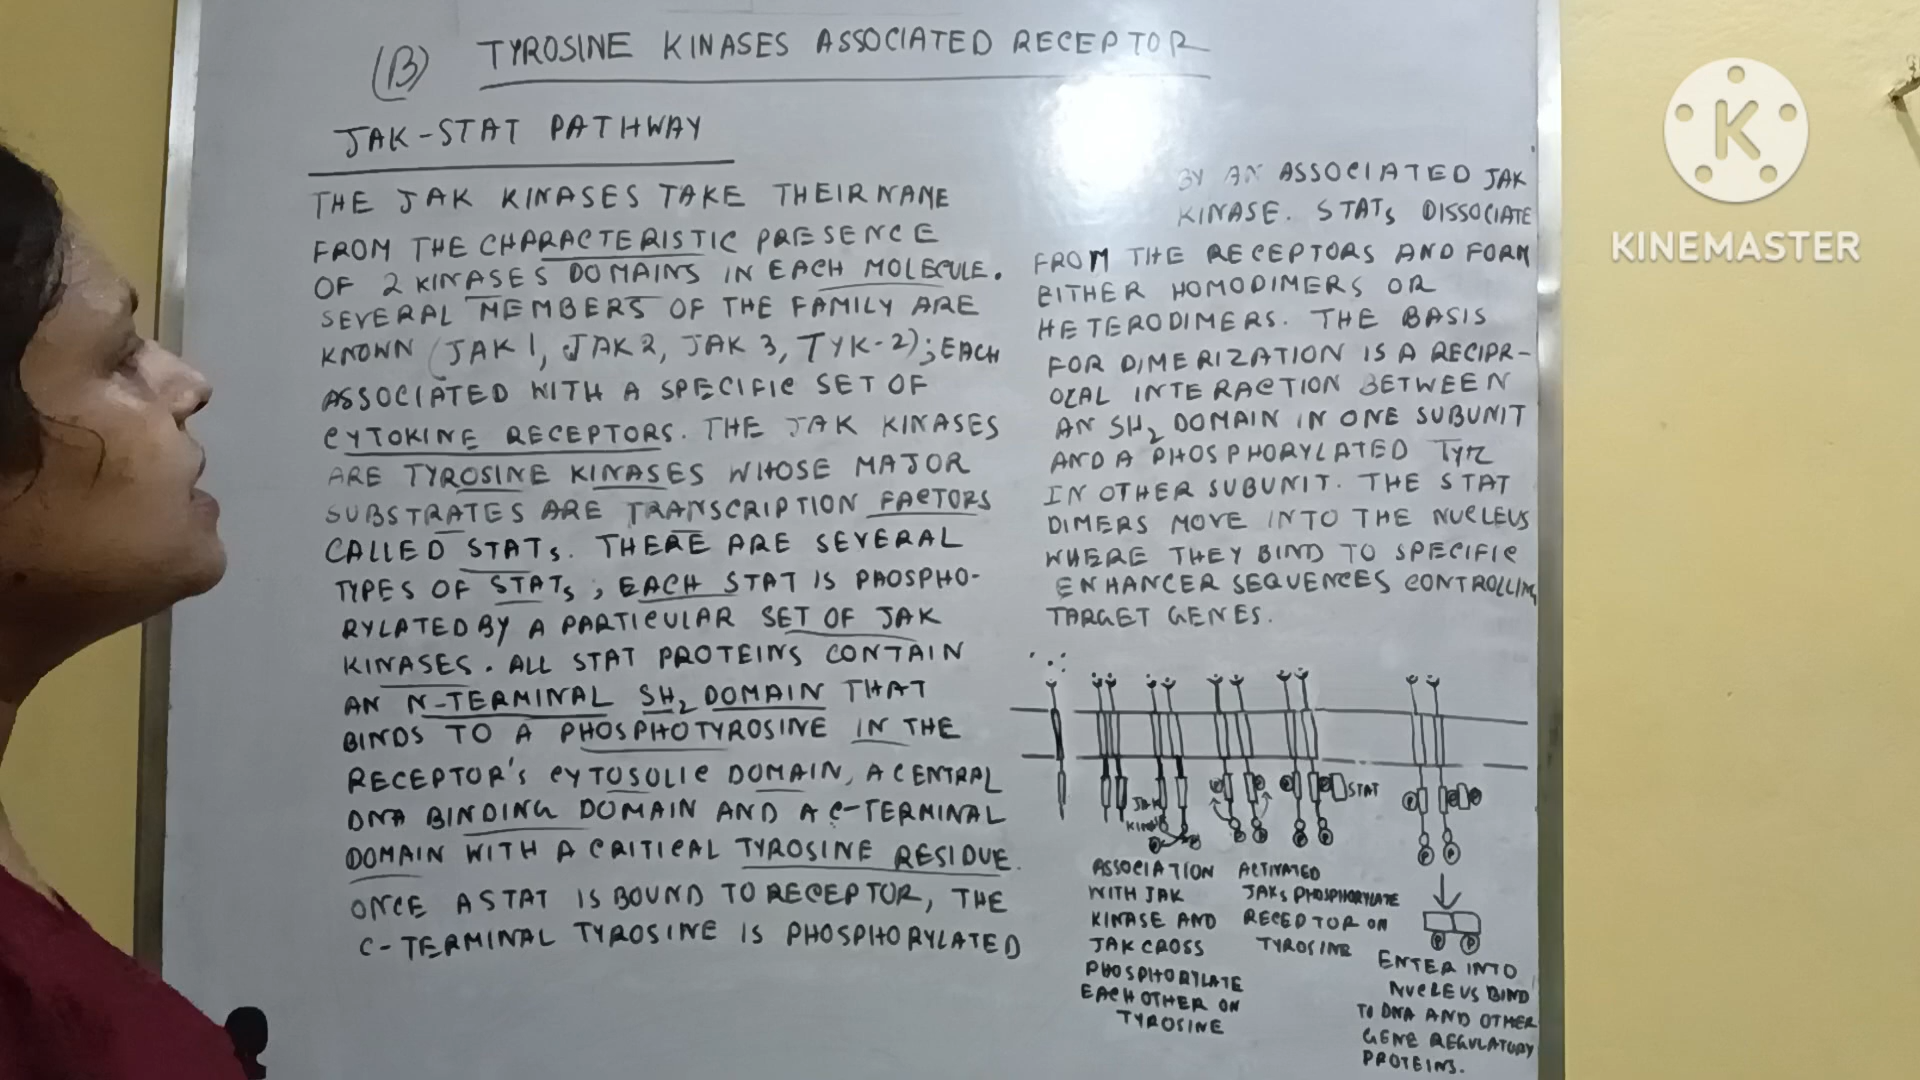 (B) TYROSINE KINASES ASSOCIATED RECEPTOR
JAK-STAT PATHWAY
THE JAK KINASES TAKE THEIR NAME
FROM THE CHARACTERISTIC PRESENCE
OF 2 KINASES DOMAINS IN EACH MOLECULE.
SEVERAL MEMBERS OF THE FAMILY ARE
KNOWN (JAK 1, JAK 2, JAK 3, TYK-2); EACH
ASSOCIATED WITH A SPECIFIC SET OF
CYTOKINE RECEPTORS. THE JAK KINASES
ARE TYROSINE KINASES WHOSE MAJOR
SUBSTRATES ARE TRANSCRIPTION FACTORS
CALLED STATs. THERE ARE SEVERAL
TYPES OF STATs; EACH STAT IS PHOSPHO-
RYLATED BY A PARTICULAR SET OF JAK
KINASES. ALL STAT PROTEINS CONTAIN
AN N-TERMINAL SH2 DOMAIN THAT
BINDS TO A PHOSPHOTYROSINE IN THE
RECEPTOR'S CYTOSOLIC DOMAIN, A CENTRAL
DNA BINDING DOMAIN AND A C-TERMINAL
DOMAIN WITH A CRITICAL TYROSINE RESIDUE.
ONCE A STAT IS BOUND TO RECEPTOR, THE
C-TERMINAL TYROSINE IS PHOSPHORYLATED
BY AN ASSOCIATED JAK
KINASE. STATs DISSOCIATE
FROM THE RECEPTORS AND FORM
EITHER HOMODIMERS OR
HETERODIMERS. THE BASIS
FOR DIMERIZATION IS A RECIPR-
OCAL INTERACTION BETWEEN
AN SH2 DOMAIN IN ONE SUBUNIT
AND A PHOSPHORYLATED TYR
IN OTHER SUBUNIT. THE STAT
DIMERS MOVE INTO THE NUCLEUS
WHERE THEY BIND TO SPECIFIC
ENHANCER SEQUENCES CONTROLLING
TARGET GENES.
STAT
JAK
ASSOCIATION
WITH JAK
KINASE AND
JAK CROSS
PHOSPHORYLATE
EACH OTHER ON
TYROSINE
ACTIVATED
JAKs PHOSPHORYLATE
RECEPTOR ON
TYROSINE
ENTER INTO
NUCLEUS BIND
TO DNA AND OTHER
GENE REGULATORY
PROTEINS.
K
KINEMASTER